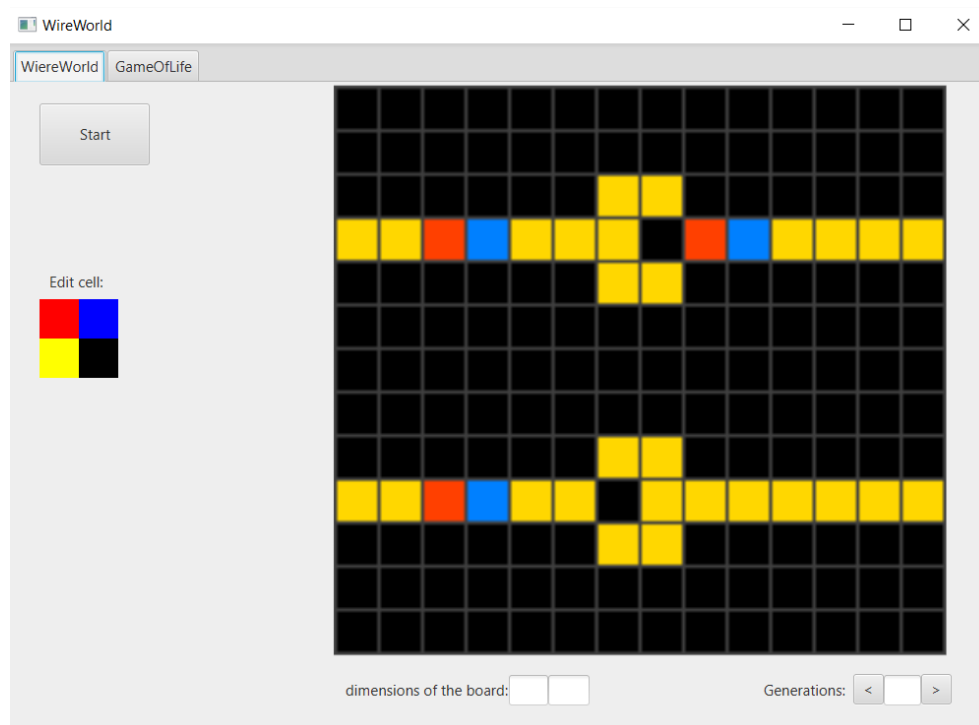 WireWorld
WiereWorld GameOfLife
Start
Edit cell:
dimensions of the board:
Generations: < >